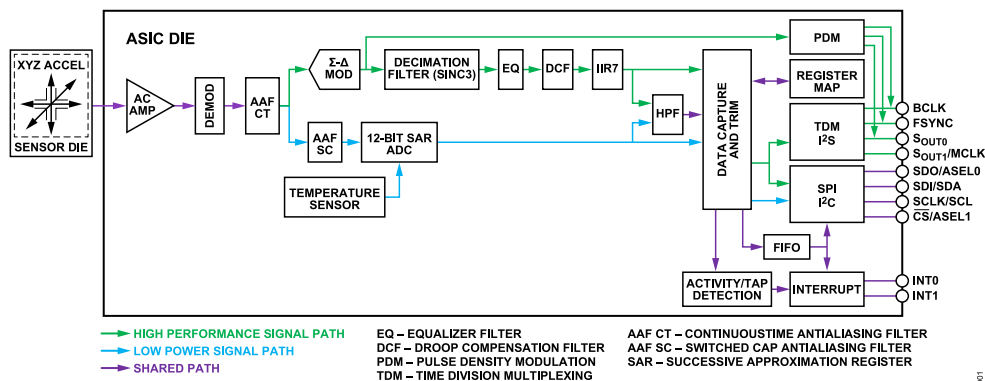 ASIC DIE
XYZ ACCEL
SENSOR DIE
AC
AMP
DEMOD
AAF
CT
Σ-Δ
MOD
DECIMATION
FILTER (SINC3)
EQ
DCF
IIR7
HPF
AAF
SC
12-BIT SAR
ADC
TEMPERATURE
SENSOR
DATA CAPTURE
AND TRIM
PDM
REGISTER
MAP
TDM
I2S
SPI
I2C
FIFO
ACTIVITY/TAP
DETECTION
INTERRUPT
BCLK
FSYNC
SOUT0
SOUT1/MCLK
SDO/ASEL0
SDI/SDA
SCLK/SCL
CS/ASEL1
INT0
INT1
HIGH PERFORMANCE SIGNAL PATH
LOW POWER SIGNAL PATH
SHARED PATH
EQ – EQUALIZER FILTER
DCF – DROOP COMPENSATION FILTER
PDM – PULSE DENSITY MODULATION
TDM – TIME DIVISION MULTIPLEXING
AAF CT – CONTINUOUSTIME ANTIALIASING FILTER
AAF SC – SWITCHED CAP ANTIALIASING FILTER
SAR – SUCCESSIVE APPROXIMATION REGISTER
001